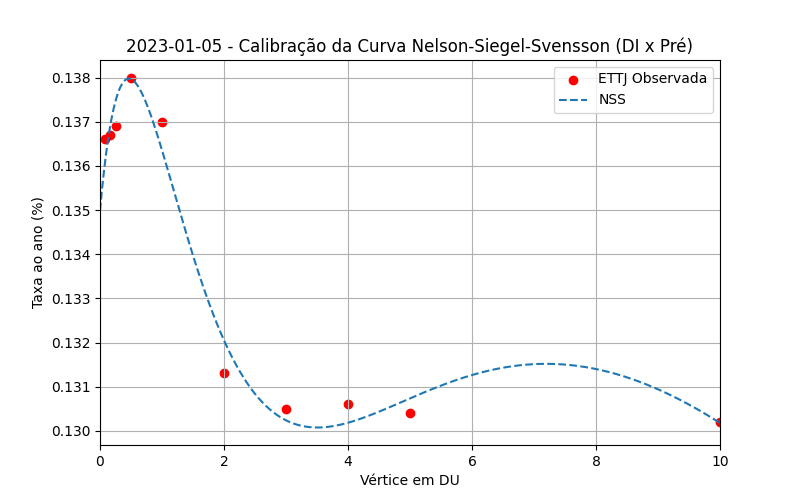 2023-01-05 - Calibração da Curva Nelson-Siegel-Svensson (DI x Pré)
ETTJ Observada
NSS
Taxa ao ano (%)
0.138
0.137
0.136
0.135
0.134
0.133
0.132
0.131
0.130
0 2 4 6 8 10
Vértice em DU